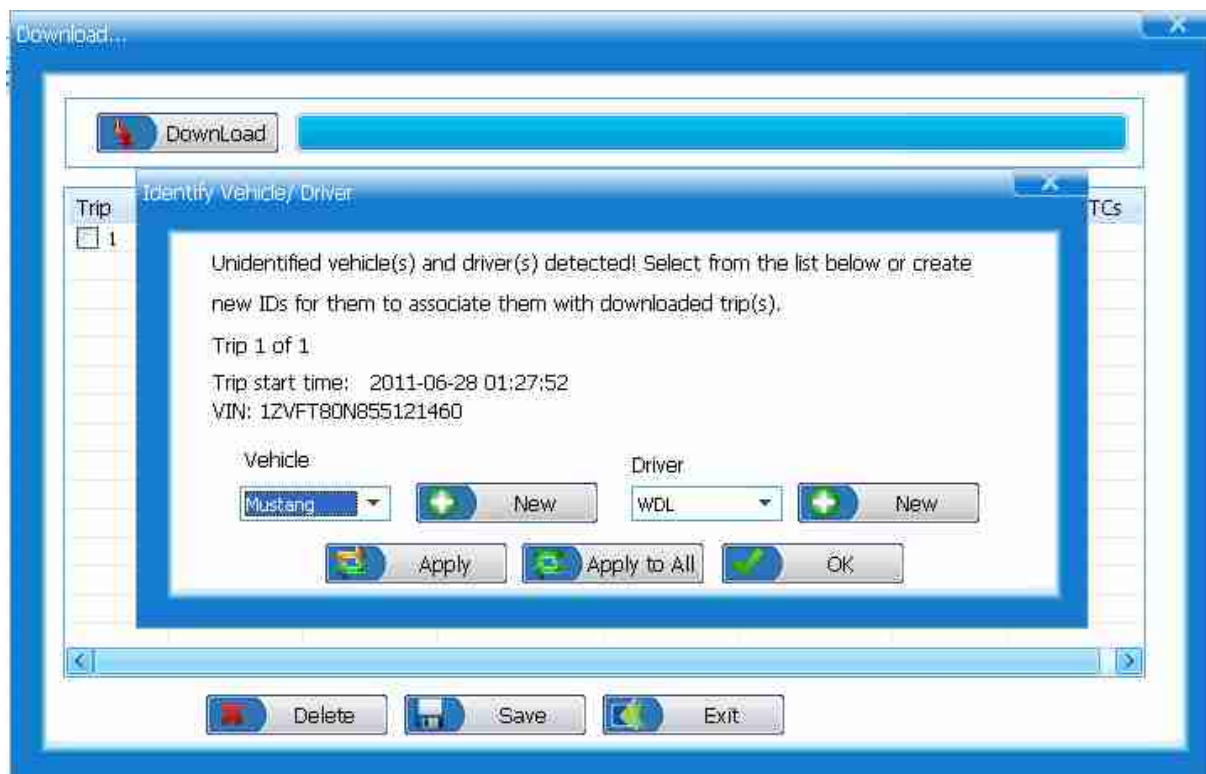 Download...
DownLoad
Identify Vehicle/ Driver
Trip
TCs
1
Unidentified vehicle(s) and driver(s) detected! Select from the list below or create
new IDs for them to associate them with downloaded trip(s).
Trip 1 of 1
Trip start time: 2011-06-28 01:27:52
VIN: 1ZVFT80N855121460
Vehicle
Driver
Mustang
New
WDL
New
Apply
Apply to All
OK
Delete
Save
Exit